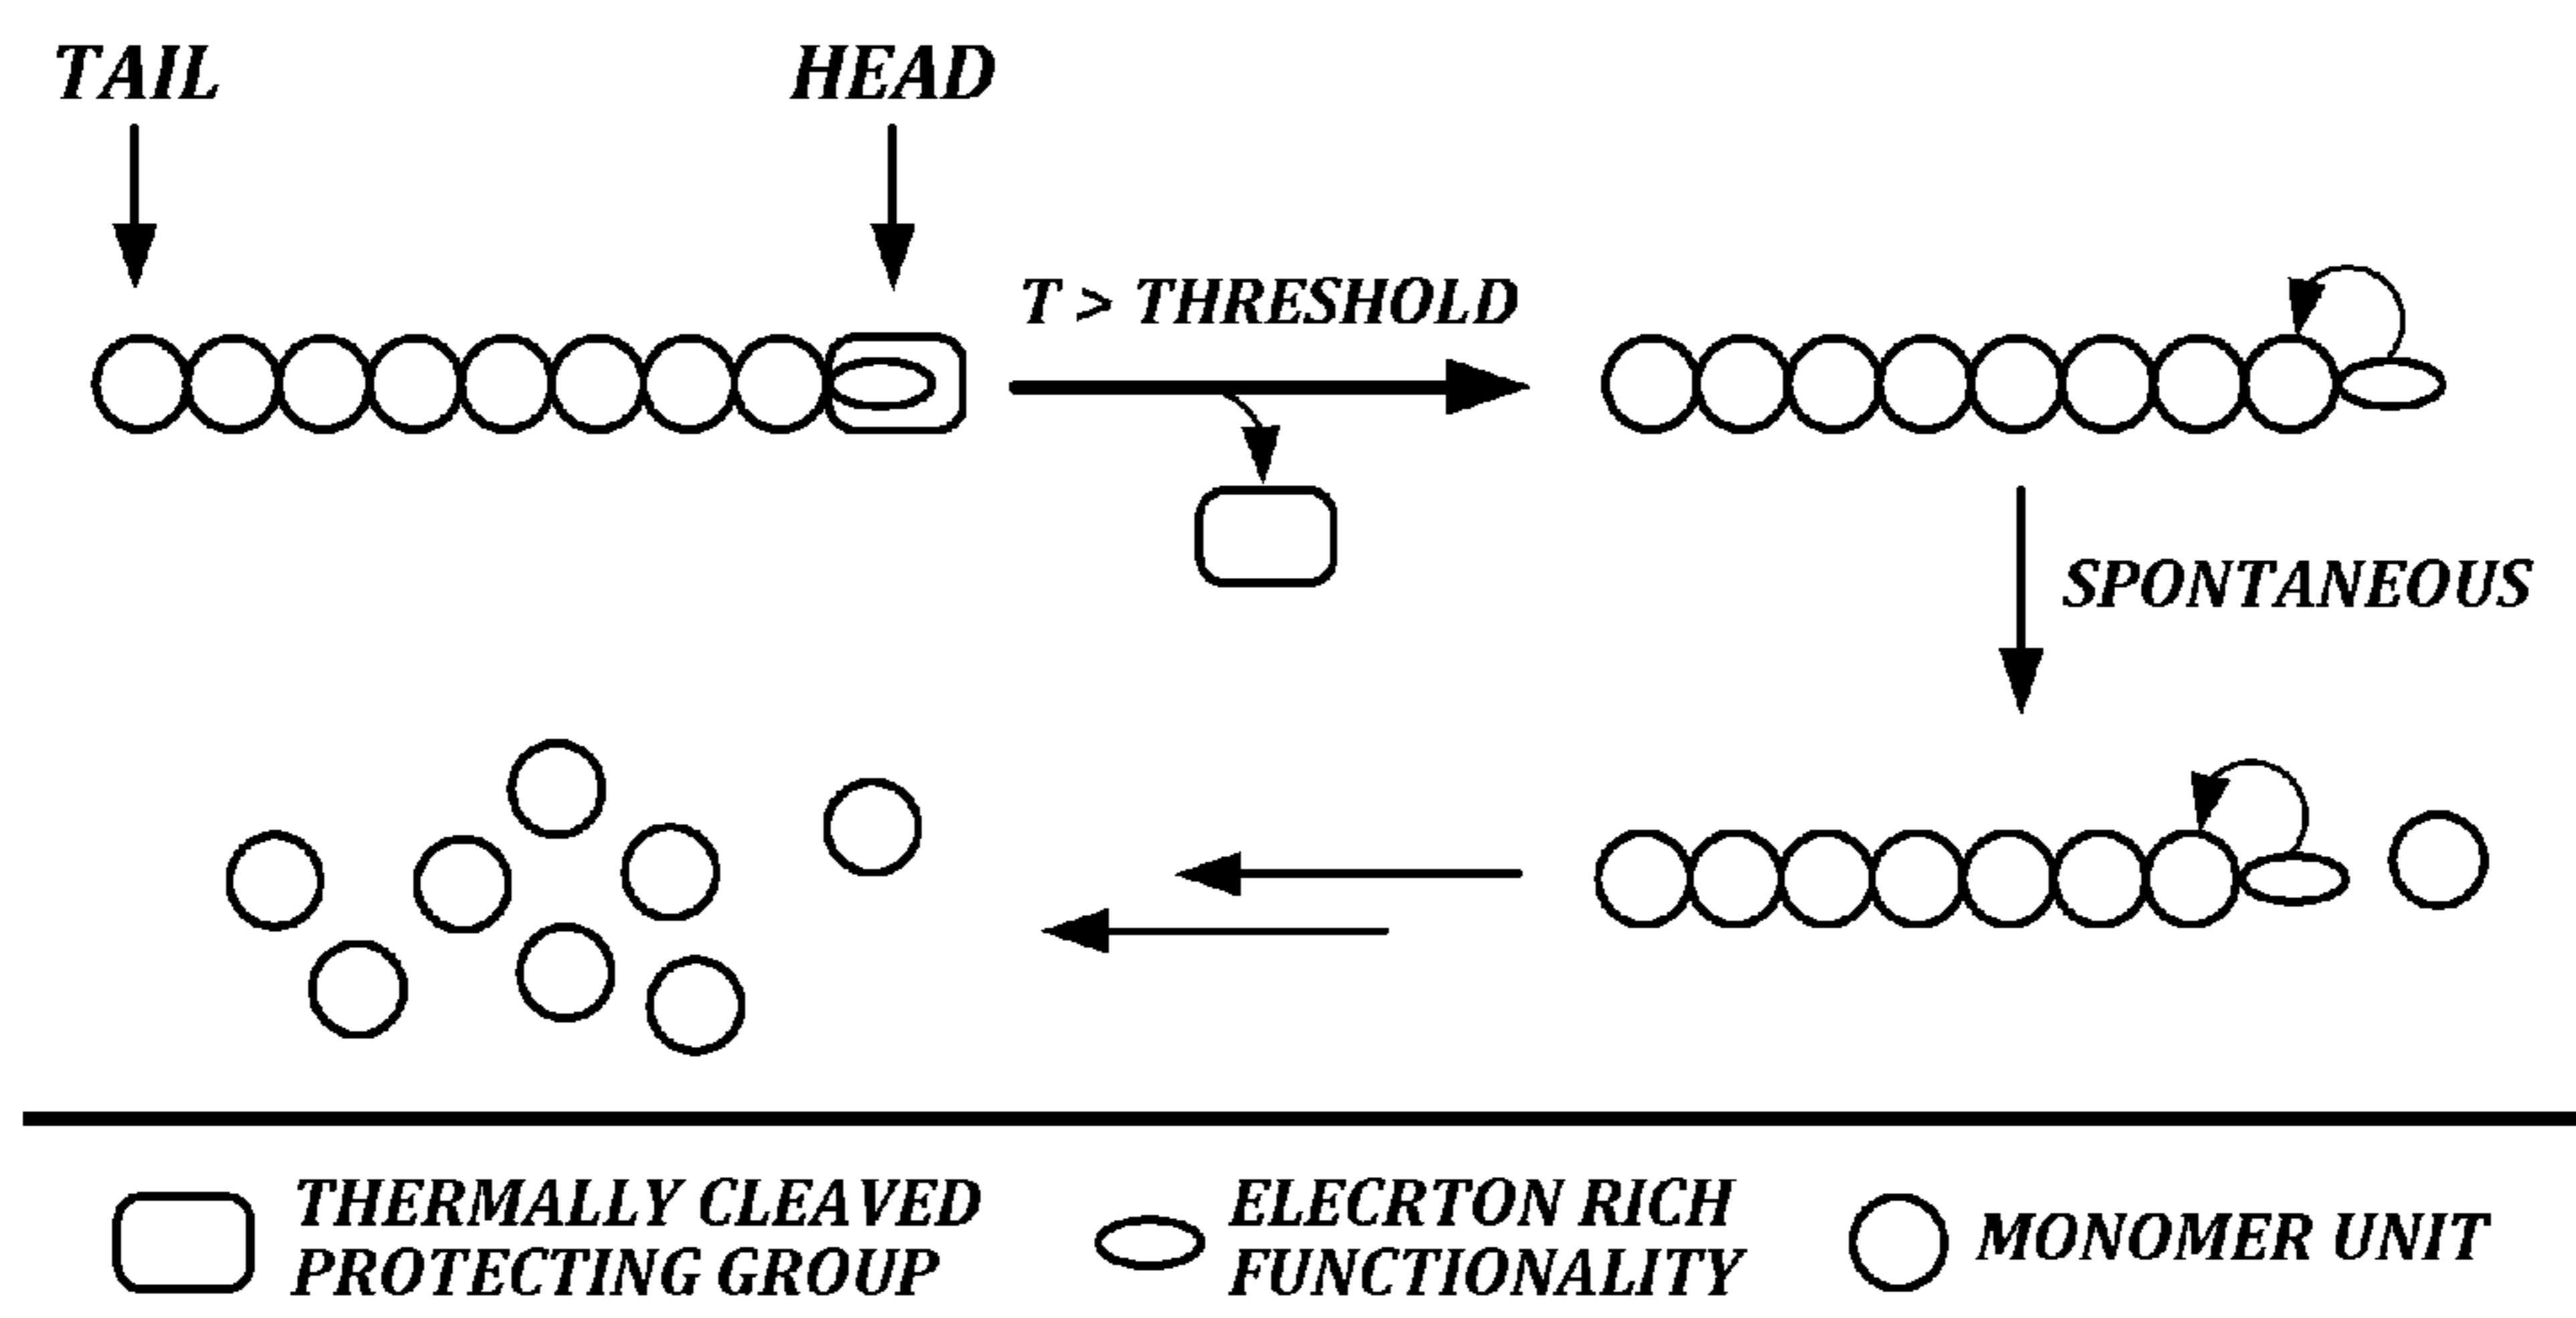 TAIL
HEAD
T > THRESHOLD
SPONTANEOUS
THERMALLY CLEAVED
PROTECTING GROUP
ELECRTON RICH
FUNCTIONALITY
MONOMER UNIT